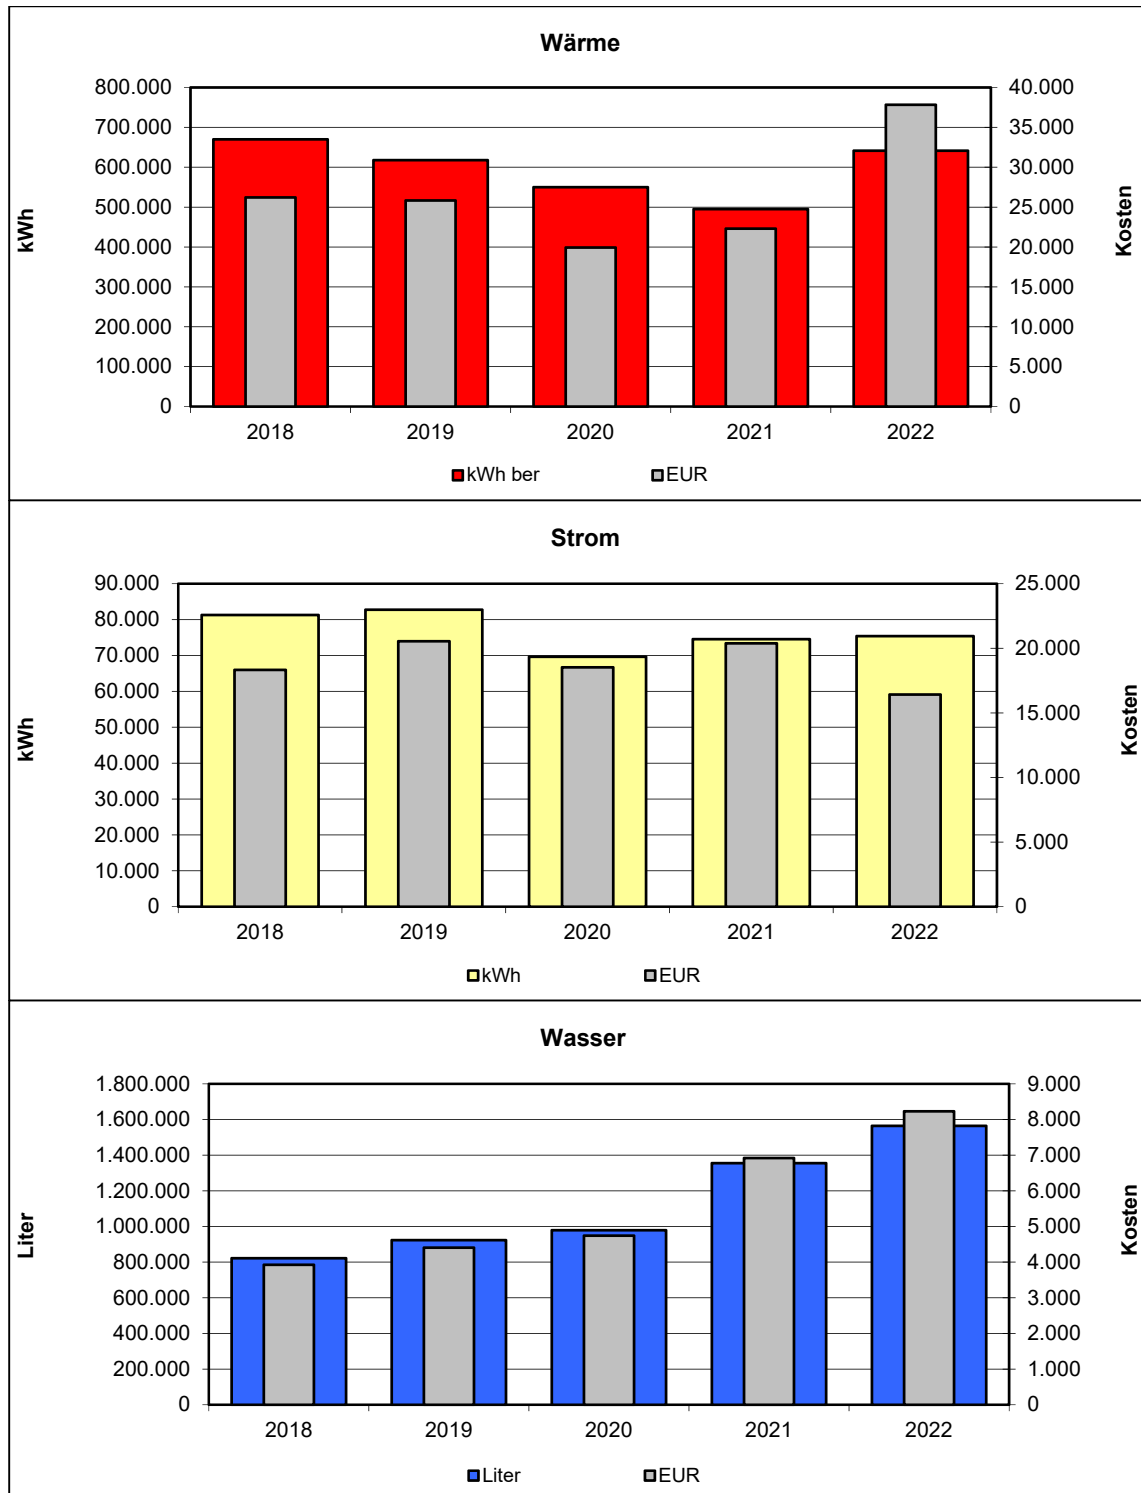 Wärme
800.000 40.000
700.000 35.000
600.000 30.000
500.000 25.000
400.000 20.000
300.000 15.000
200.000 10.000
100.000 5.000
0 0
kWh
Kosten
2018 2019 2020 2021 2022
kWh ber EUR
Strom
90.000 25.000
80.000
70.000 20.000
60.000
50.000 15.000
40.000
30.000 10.000
20.000 5.000
10.000
0 0
kWh
Kosten
2018 2019 2020 2021 2022
kWh EUR
Wasser
1.800.000 9.000
1.600.000 8.000
1.400.000 7.000
1.200.000 6.000
1.000.000 5.000
800.000 4.000
600.000 3.000
400.000 2.000
200.000 1.000
0 0
Liter
Kosten
2018 2019 2020 2021 2022
Liter EUR